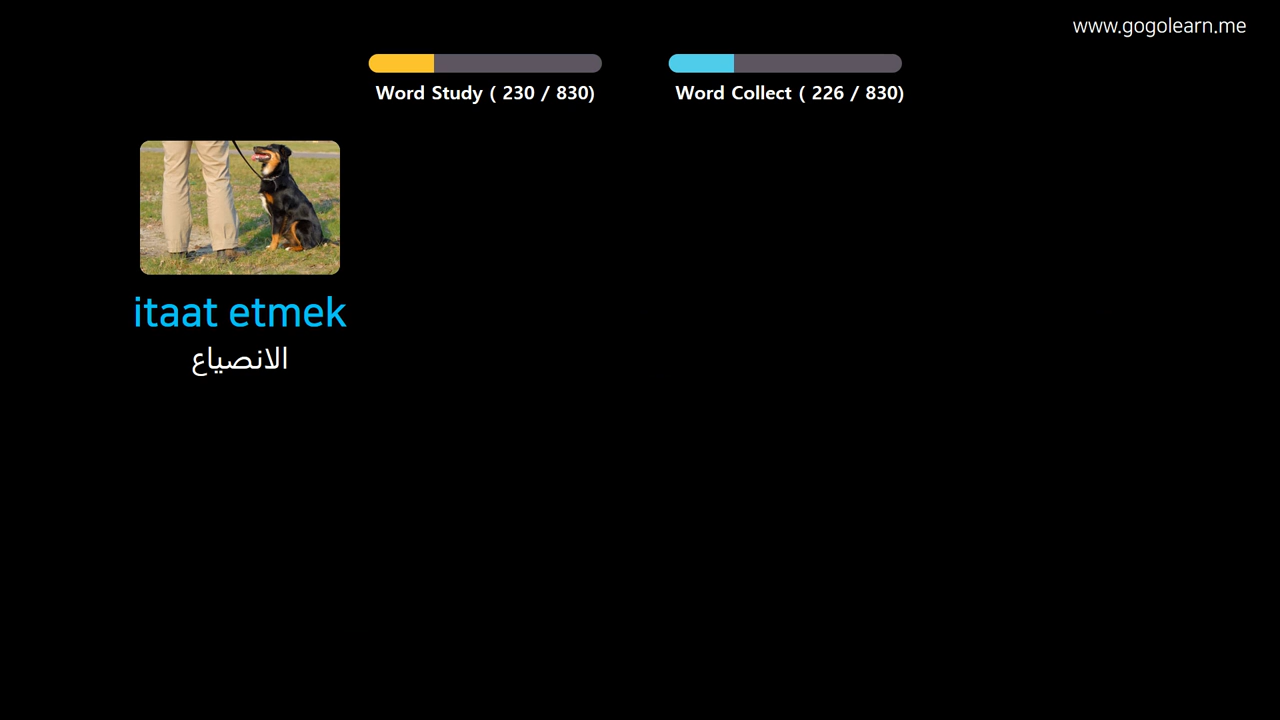 www.gogolearn.me
Word Study ( 230 / 830)
Word Collect ( 226 / 830)
itaat etmek
الانصياع